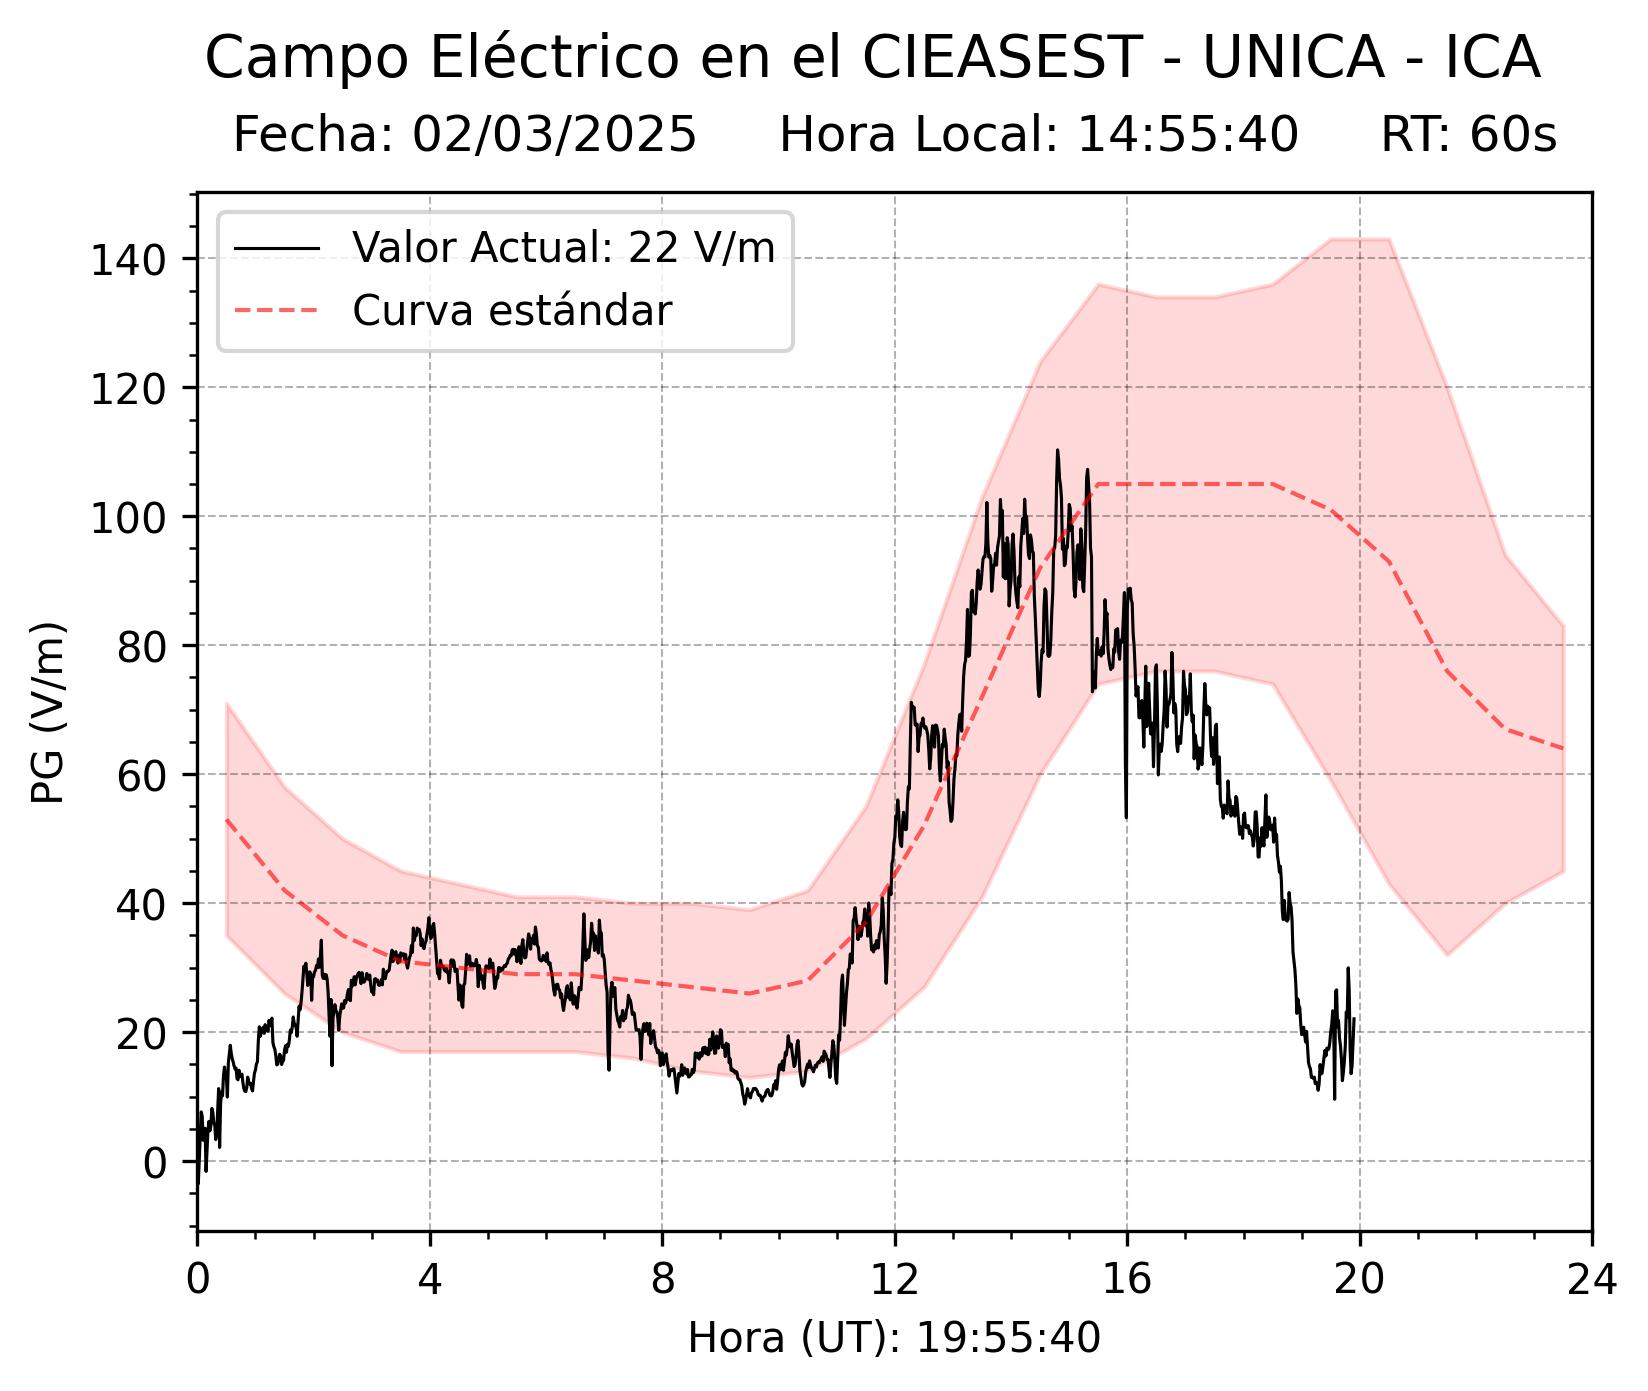 Campo Eléctrico en el CIEASEST - UNICA - ICA
Fecha: 02/03/2025 Hora Local: 14:55:40 RT: 60s
Valor Actual: 22 V/m
Curva estándar
140
120
100
80
60
40
20
0
PG (V/m)
0 4 8 12 16 20 24
Hora (UT): 19:55:40